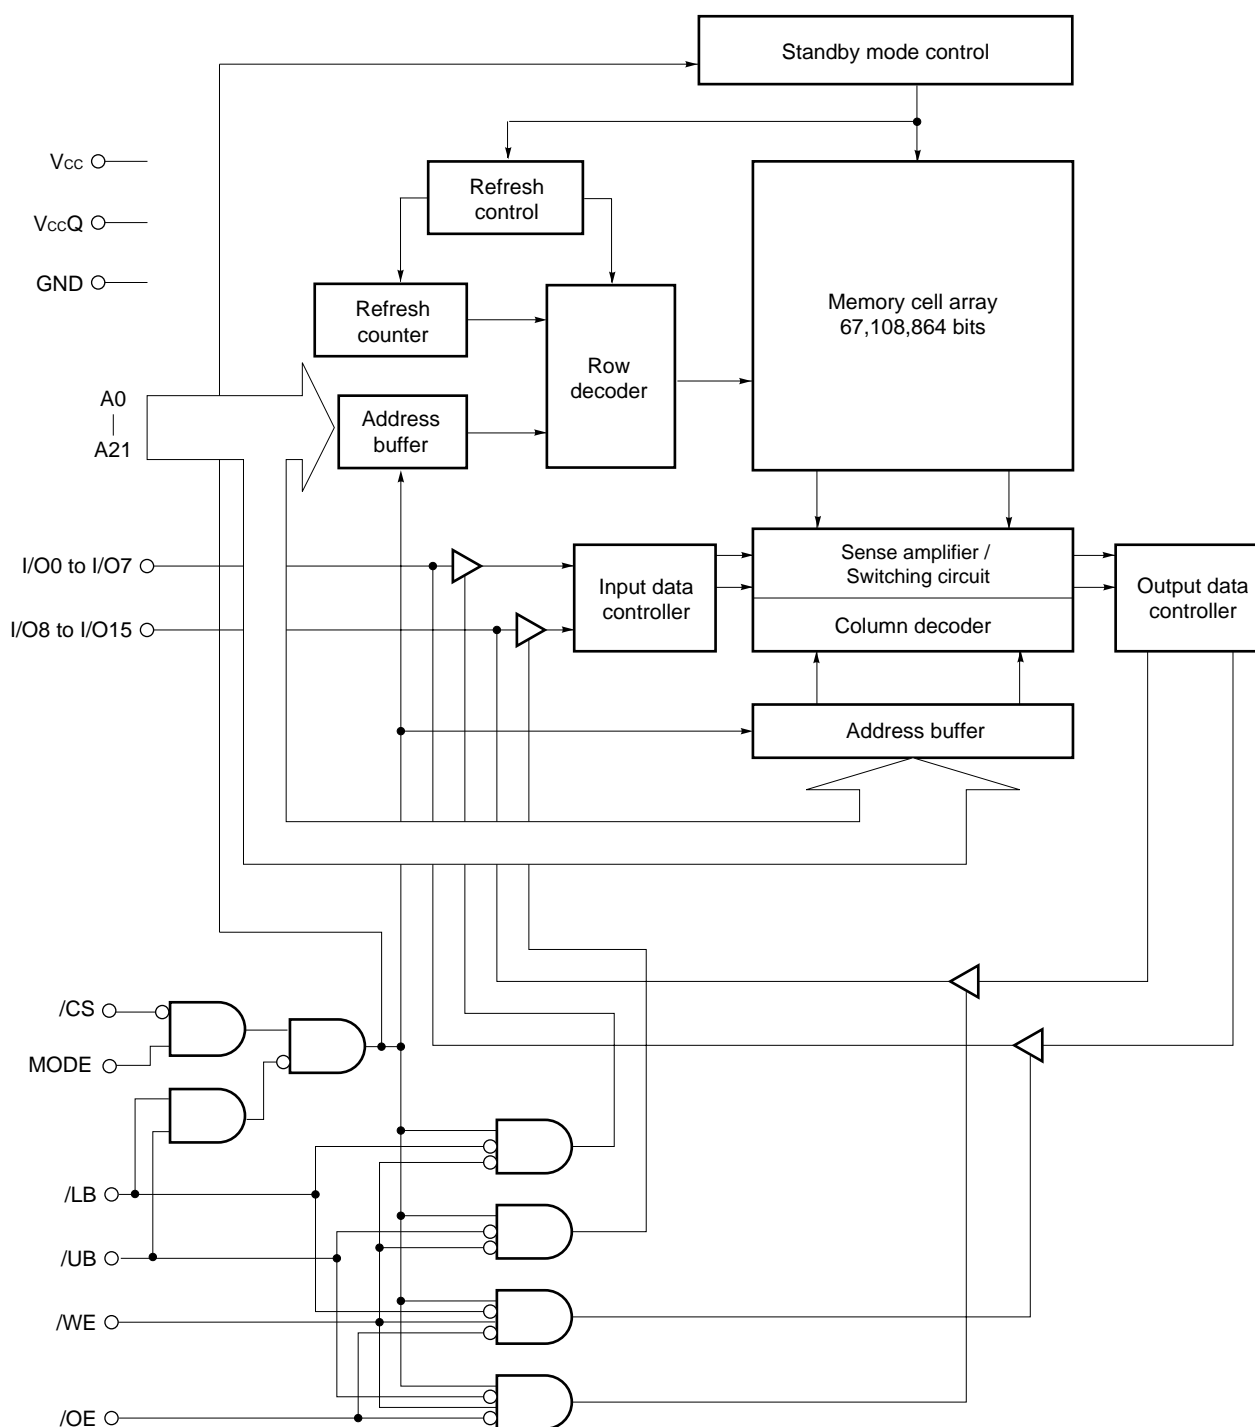 Standby mode control
Vcc
Refresh
control
VccQ
GND
Refresh
counter
Memory cell array
67,108,864 bits
Row
decoder
A0
A21
Address
buffer
I/O0 to I/O7
I/O8 to I/O15
Input data
controller
Sense amplifier /
Switching circuit
Column decoder
Output data
controller
Address buffer
/CS
MODE
/LB
/UB
/WE
/OE